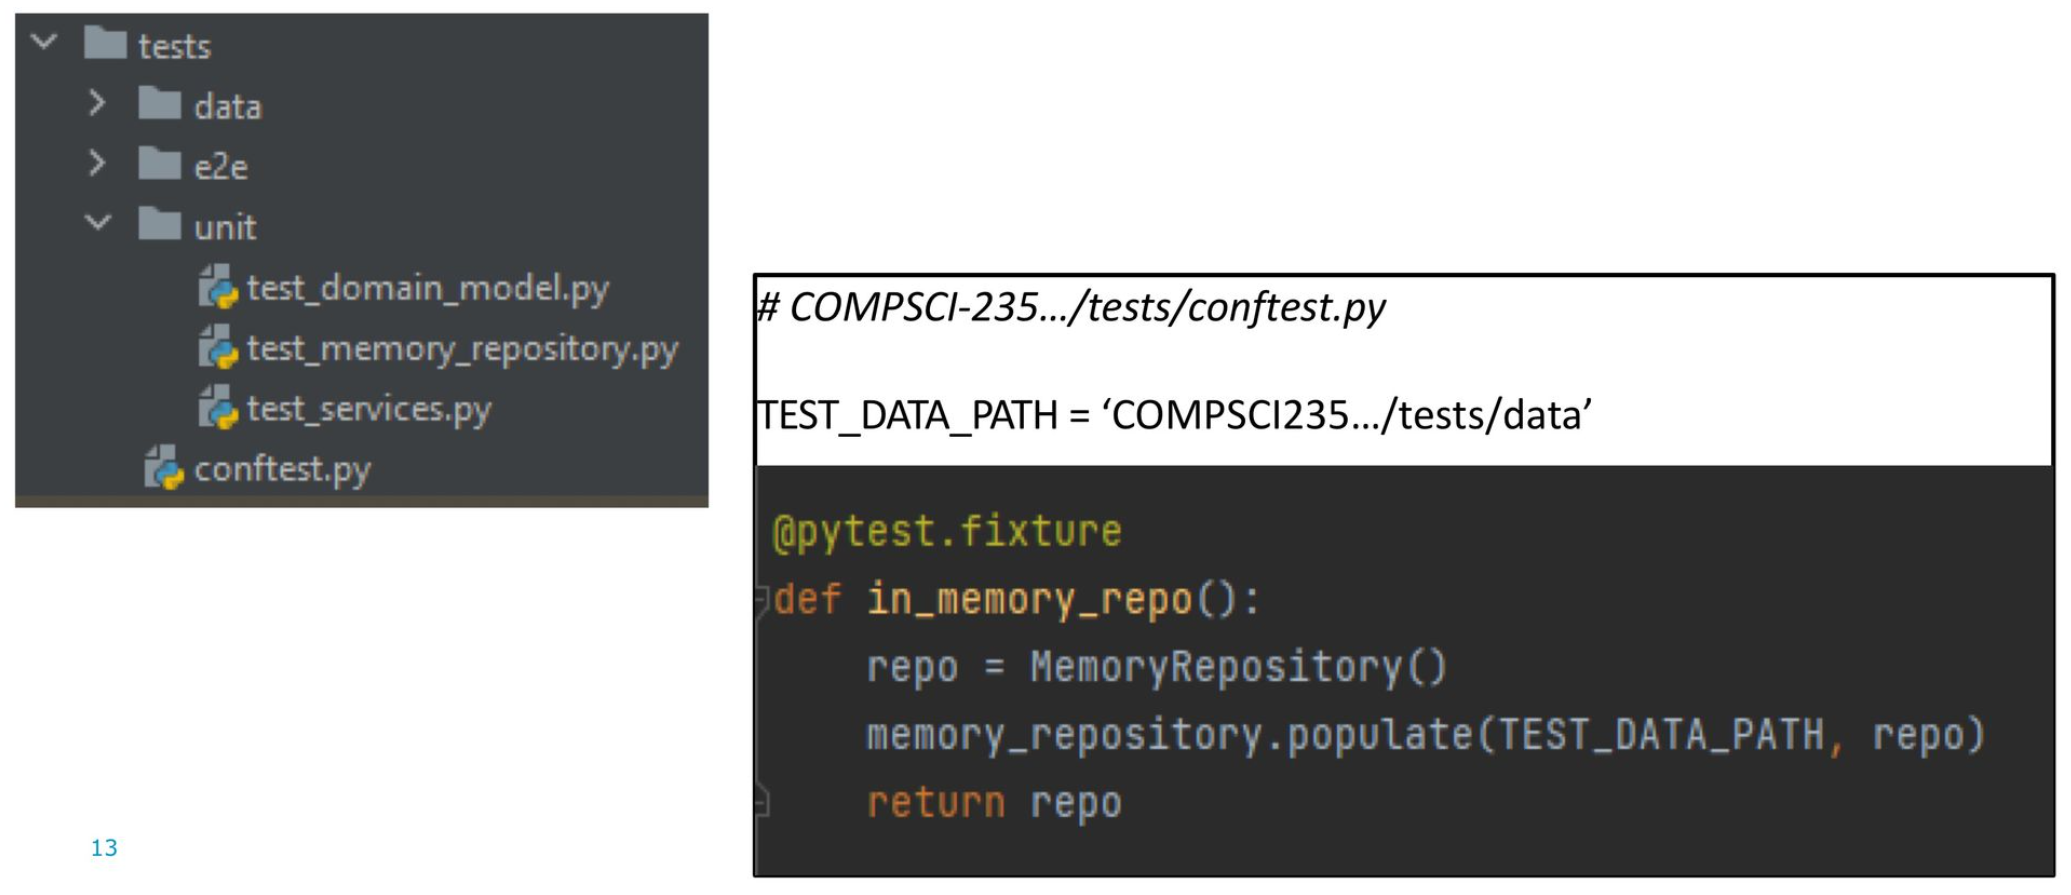 tests
data
e2e
unit
test_domain_model.py
test_memory_repository.py
test_services.py
conftest.py
# COMPSCI-235…/tests/conftest.py
TEST_DATA_PATH = ‘COMPSCI235…/tests/data’
@pytest.fixture
def in_memory_repo():
    repo = MemoryRepository()
    memory_repository.populate(TEST_DATA_PATH, repo)
    return repo
13